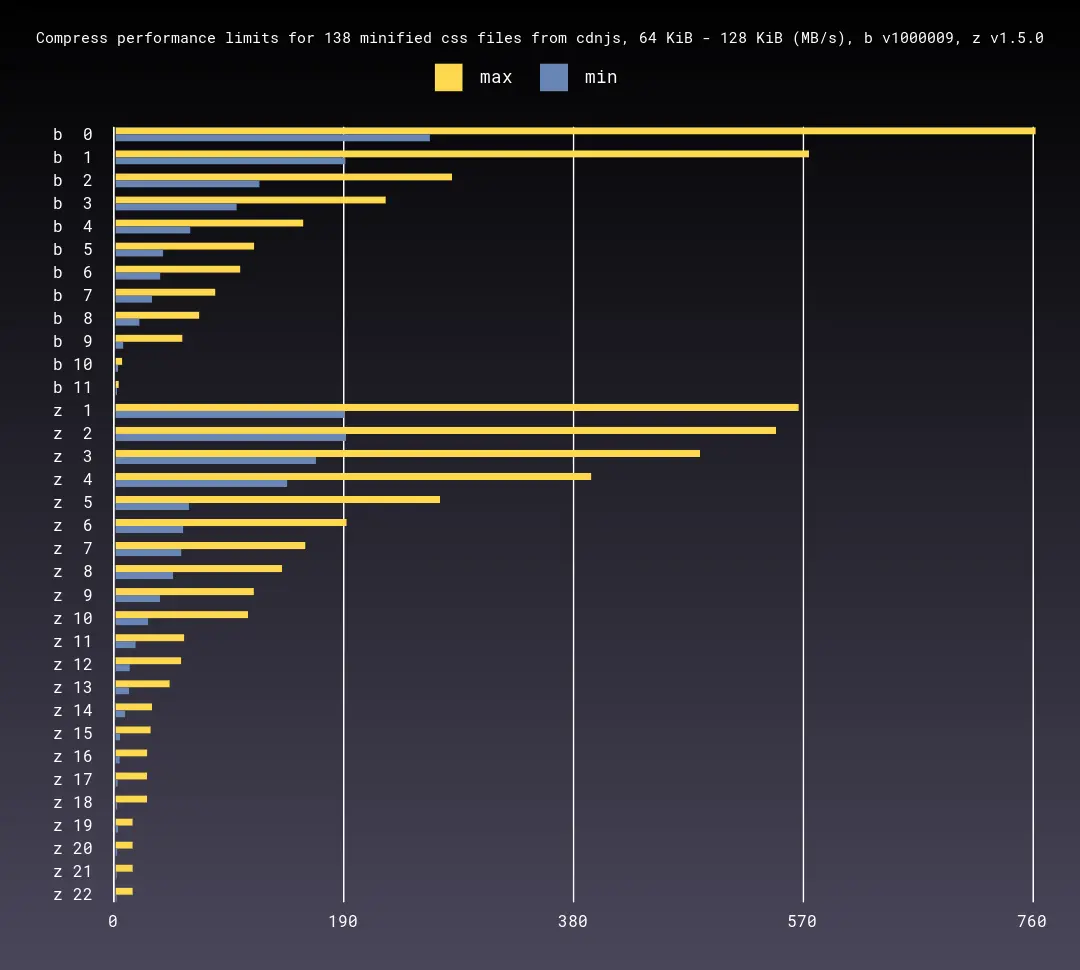 Compress performance limits for 138 minified css files from cdnjs, 64 KiB - 128 KiB (MB/s), b v1000009, z v1.5.0
max min
b 0
b 1
b 2
b 3
b 4
b 5
b 6
b 7
b 8
b 9
b 10
b 11
z 1
z 2
z 3
z 4
z 5
z 6
z 7
z 8
z 9
z 10
z 11
z 12
z 13
z 14
z 15
z 16
z 17
z 18
z 19
z 20
z 21
z 22
0 190 380 570 760